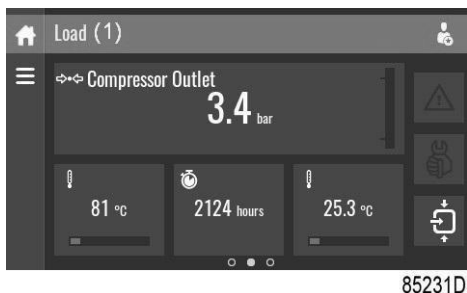 Load (1)
Compressor Outlet
3.4 bar
81 °C
2124 hours
25.3 °C
85231D